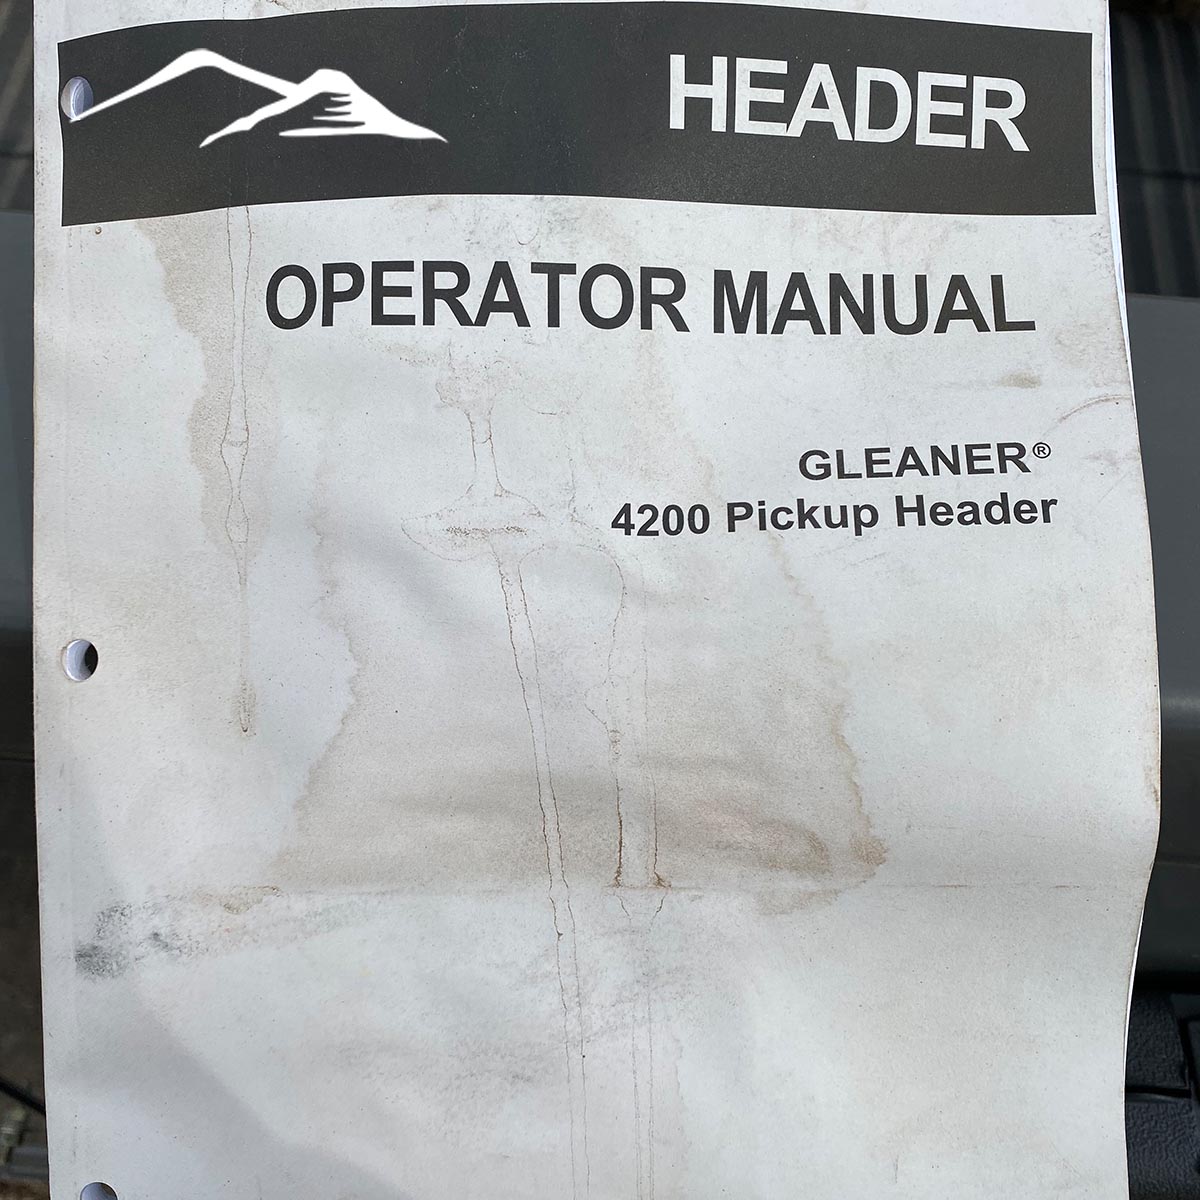 HEADER
OPERATOR MANUAL
GLEANER®
4200 Pickup Header